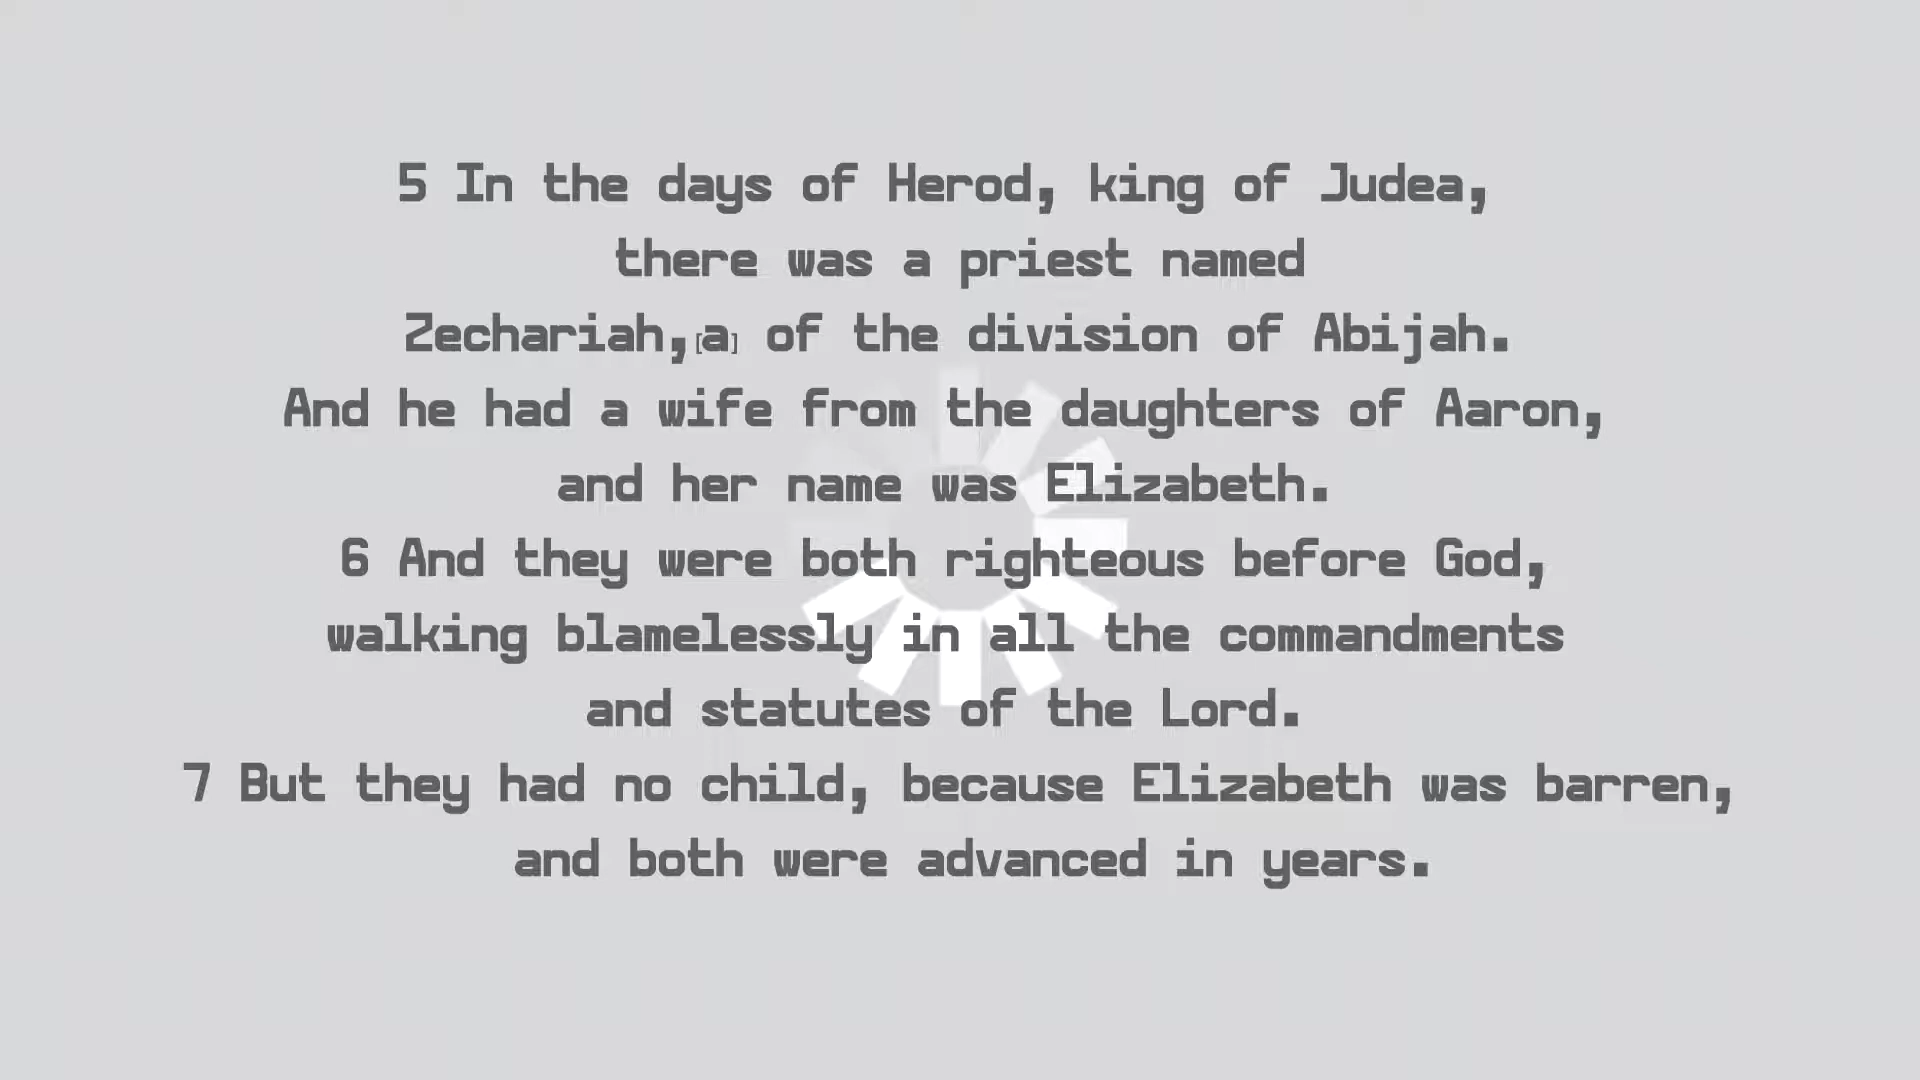 5 In the days of Herod, king of Judea,
there was a priest named
Zechariah,[a] of the division of Abijah.
And he had a wife from the daughters of Aaron,
and her name was Elizabeth.
6 And they were both righteous before God,
walking blamelessly in all the commandments
and statutes of the Lord.
7 But they had no child, because Elizabeth was barren,
and both were advanced in years.